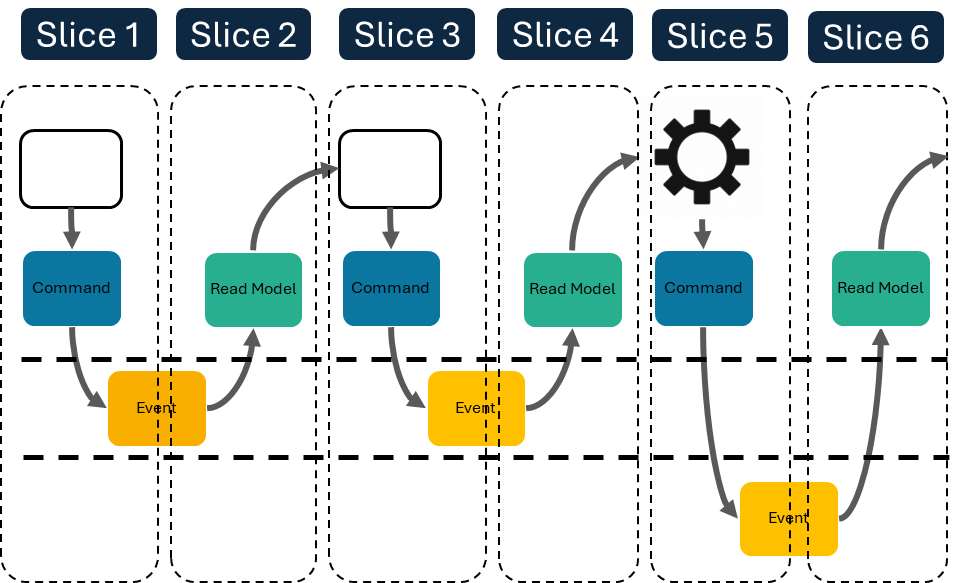 Slice 1
Slice 2
Slice 3
Slice 4
Slice 5
Slice 6
Command
Read Model
Command
Read Model
Command
Read Model
Event
Event
Event